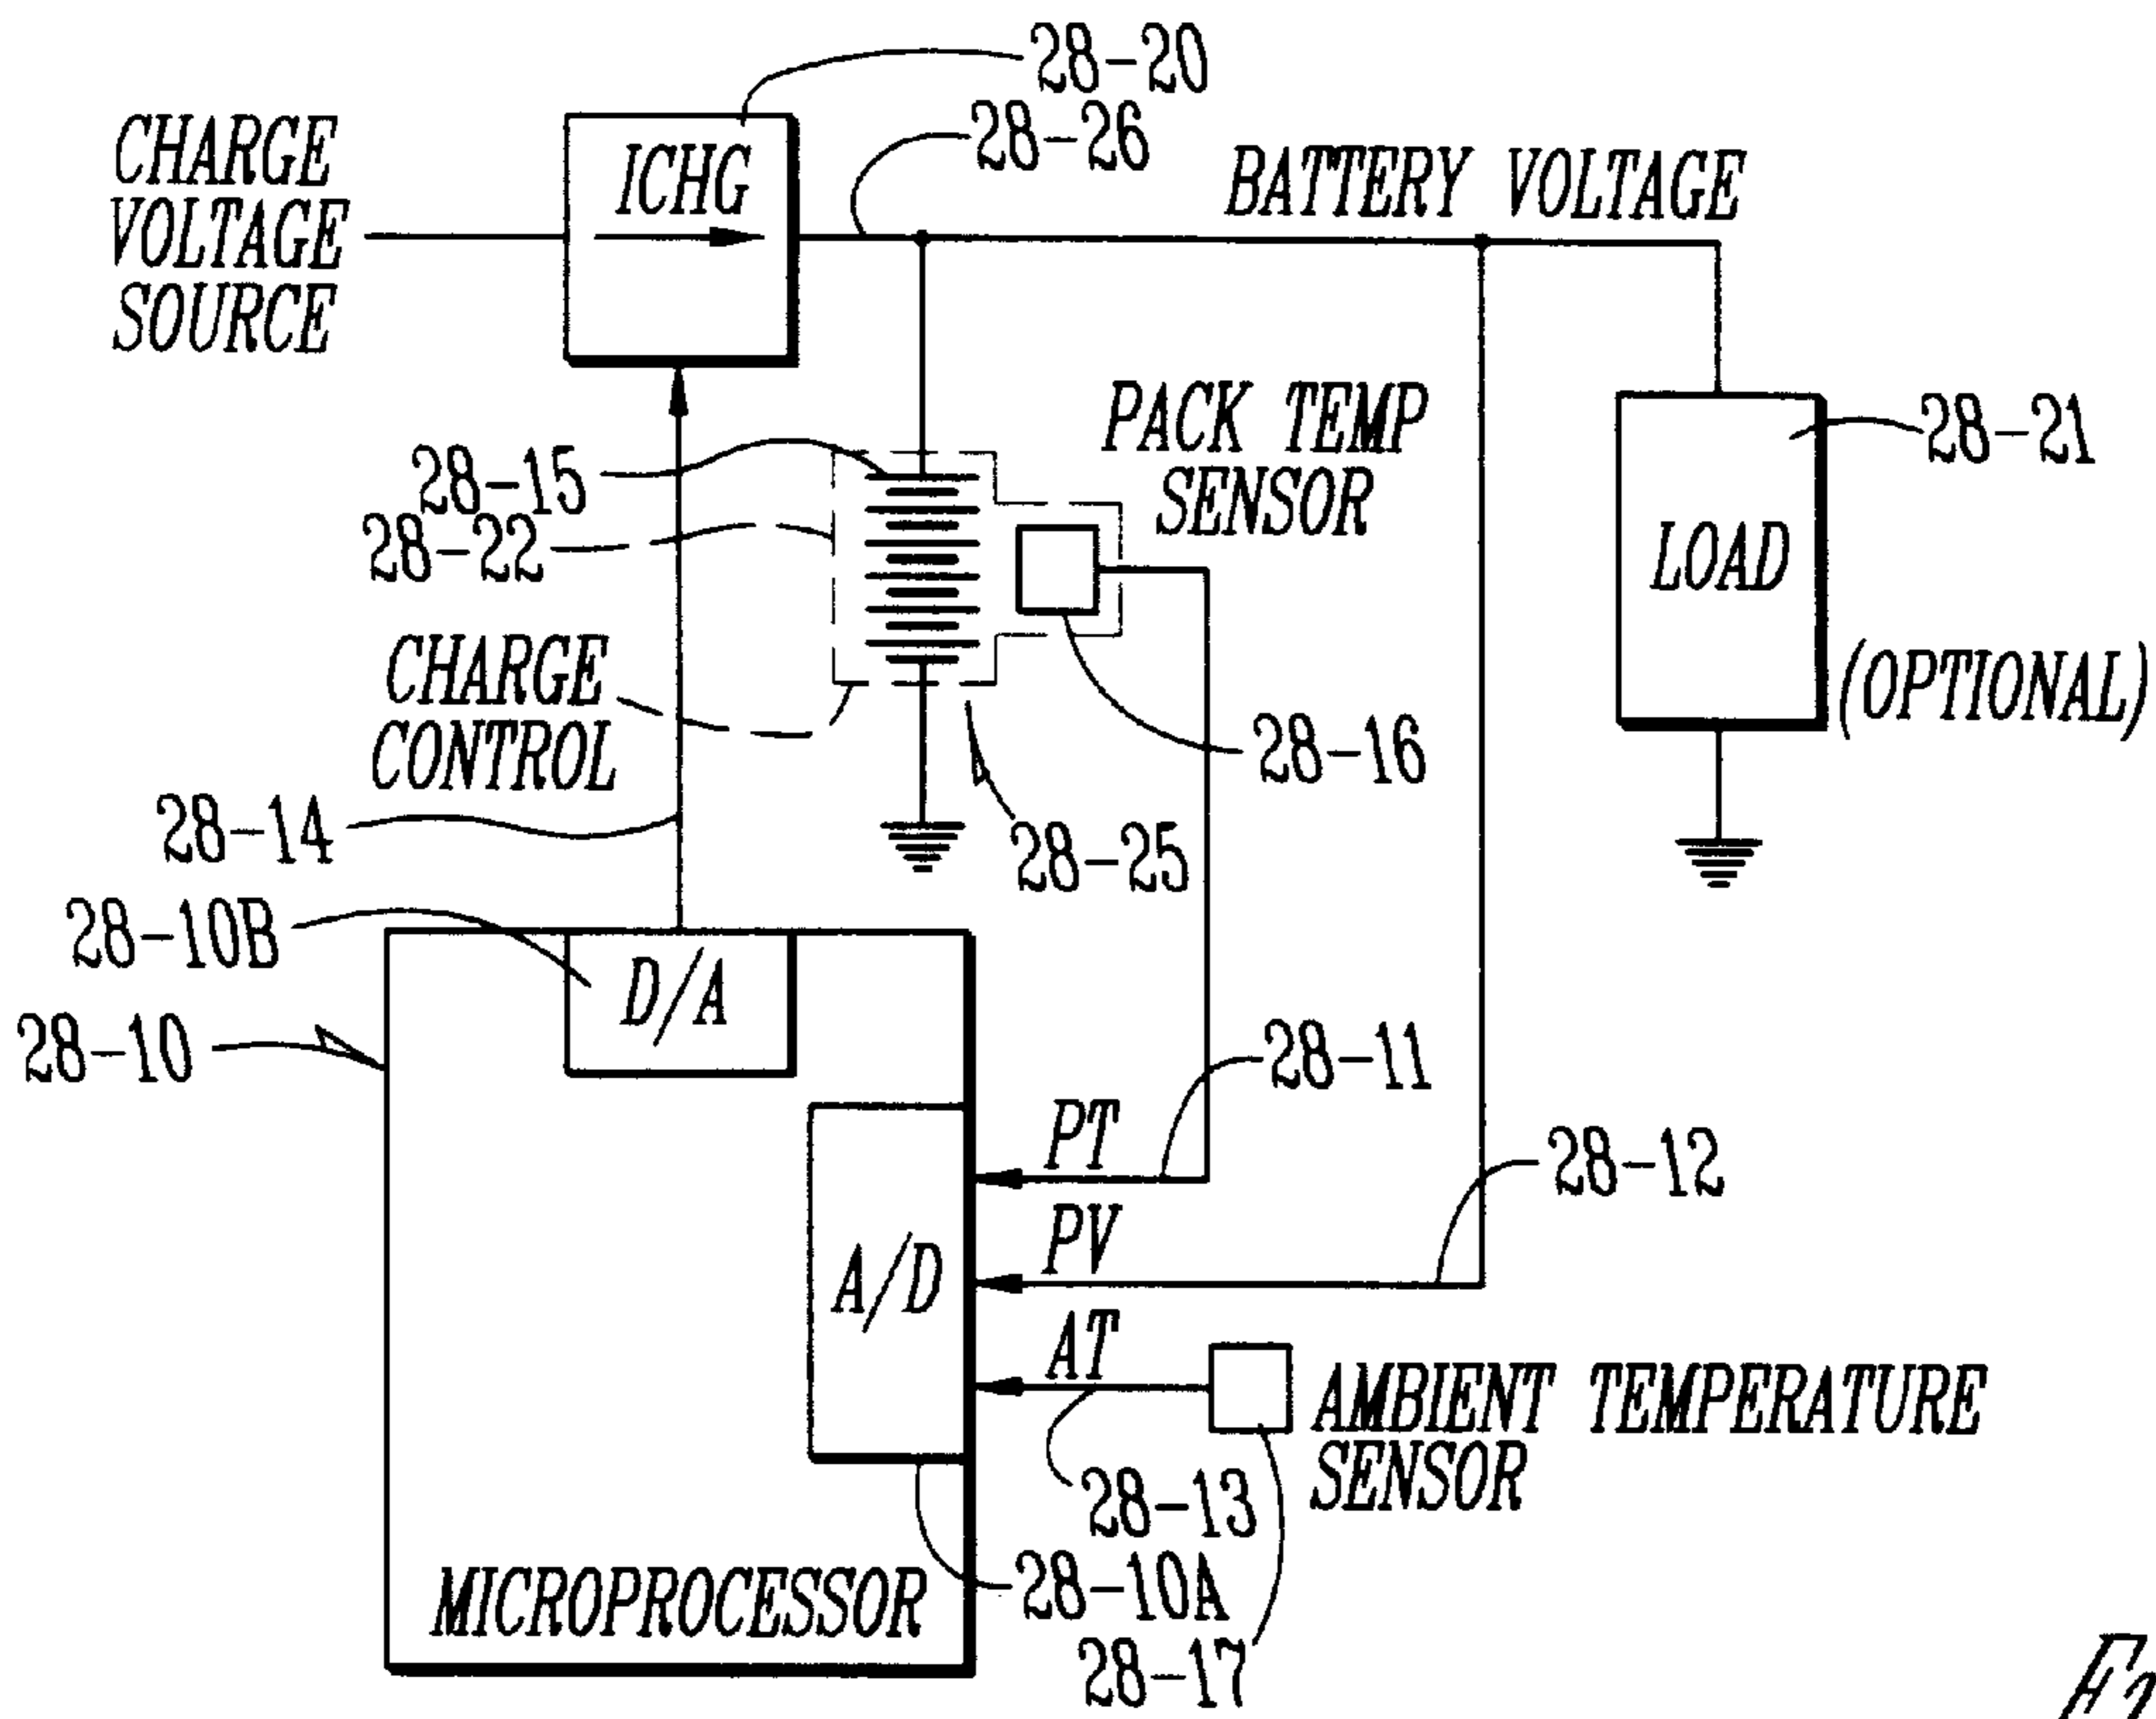 28-20
28-26
CHARGE
VOLTAGE
SOURCE
ICHG
BATTERY VOLTAGE
PACK TEMP
SENSOR
28-15
28-22
28-21
LOAD
(OPTIONAL)
CHARGE
CONTROL
28-16
28-14
28-25
28-10B
D/A
28-10
28-11
PT
28-12
PV
A/D
AT
AMBIENT TEMPERATURE
SENSOR
28-13
28-10A
MICROPROCESSOR
28-17